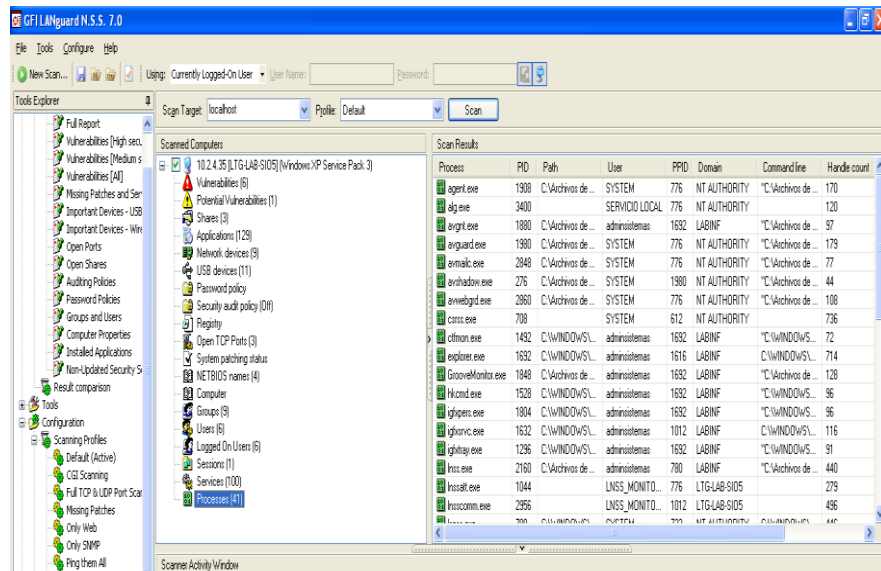 GFI LANguard N.S.S. 7.0
File Tools Configure Help
New Scan... Using: Currently Logged-On User User Name: Password:
Tools Explorer
Scan Target: localhost Profile: Default Scan
Full Report
Vulnerabilities [High secu.
Vulnerabilities [Medium s
Vulnerabilities [All]
Missing Patches and Ser
Important Devices - USB
Important Devices - Wire
Open Ports
Open Shares
Auditing Policies
Password Policies
Groups and Users
Computer Properties
Installed Applications
Non-Updated Security S
Result comparison
Tools
Configuration
Scanning Profiles
Default (Active)
CGI Scanning
Full TCP & UDP Port Scar
Missing Patches
Only Web
Only SNMP
Ping them All
Scanned Computers
10.2.4.35 [LTG-LAB-SIO5] (Windows XP Service Pack 3)
Vulnerabilities (6)
Potential Vulnerabilities (1)
Shares (3)
Applications (129)
Network devices (9)
USB devices (11)
Password policy
Security audit policy (Off)
Registry
Open TCP Ports (3)
System patching status
NETBIOS names (4)
Computer
Groups (9)
Users (6)
Logged On Users (6)
Sessions (1)
Services (100)
Processes (41)
Scan Results
Process PID Path User PPID Domain Command line Handle count
agent.exe 1908 C:\Archivos de ... SYSTEM 776 NT AUTHORITY "C:\Archivos de ... 170
alg.exe 3400 SERVICIO LOCAL 776 NT AUTHORITY 120
avgnt.exe 1880 C:\Archivos de ... adminsistemas 1692 LABINF "C:\Archivos de ... 97
avguard.exe 1980 C:\Archivos de ... SYSTEM 776 NT AUTHORITY "C:\Archivos de ... 179
avmailc.exe 2848 C:\Archivos de ... SYSTEM 776 NT AUTHORITY "C:\Archivos de ... 77
avshadow.exe 276 C:\Archivos de ... SYSTEM 1980 NT AUTHORITY "C:\Archivos de ... 44
avwebgrd.exe 2860 C:\Archivos de ... SYSTEM 776 NT AUTHORITY "C:\Archivos de ... 108
csrss.exe 708 SYSTEM 612 NT AUTHORITY 736
ctfmon.exe 1492 C:\WINDOWS\... adminsistemas 1692 LABINF "C:\WINDOWS... 72
explorer.exe 1692 C:\WINDOWS\... adminsistemas 1616 LABINF C:\WINDOWS\... 714
GrooveMonitor.exe 1848 C:\Archivos de ... adminsistemas 1692 LABINF "C:\Archivos de ... 128
hkcmd.exe 1528 C:\WINDOWS\... adminsistemas 1692 LABINF "C:\WINDOWS... 96
igfxpers.exe 1804 C:\WINDOWS\... adminsistemas 1692 LABINF "C:\WINDOWS... 96
igfxsrvc.exe 1632 C:\WINDOWS\... adminsistemas 1012 LABINF C:\WINDOWS\... 116
igfxtray.exe 1296 C:\WINDOWS\... adminsistemas 1692 LABINF "C:\WINDOWS... 91
lnss.exe 2160 C:\Archivos de ... adminsistemas 780 LABINF "C:\Archivos de ... 440
lnssatt.exe 1044 LNSS_MONITO... 776 LTG-LAB-SIO5 279
lnsscomm.exe 2956 LNSS_MONITO... 1012 LTG-LAB-SIO5 496
Scanner Activity Window